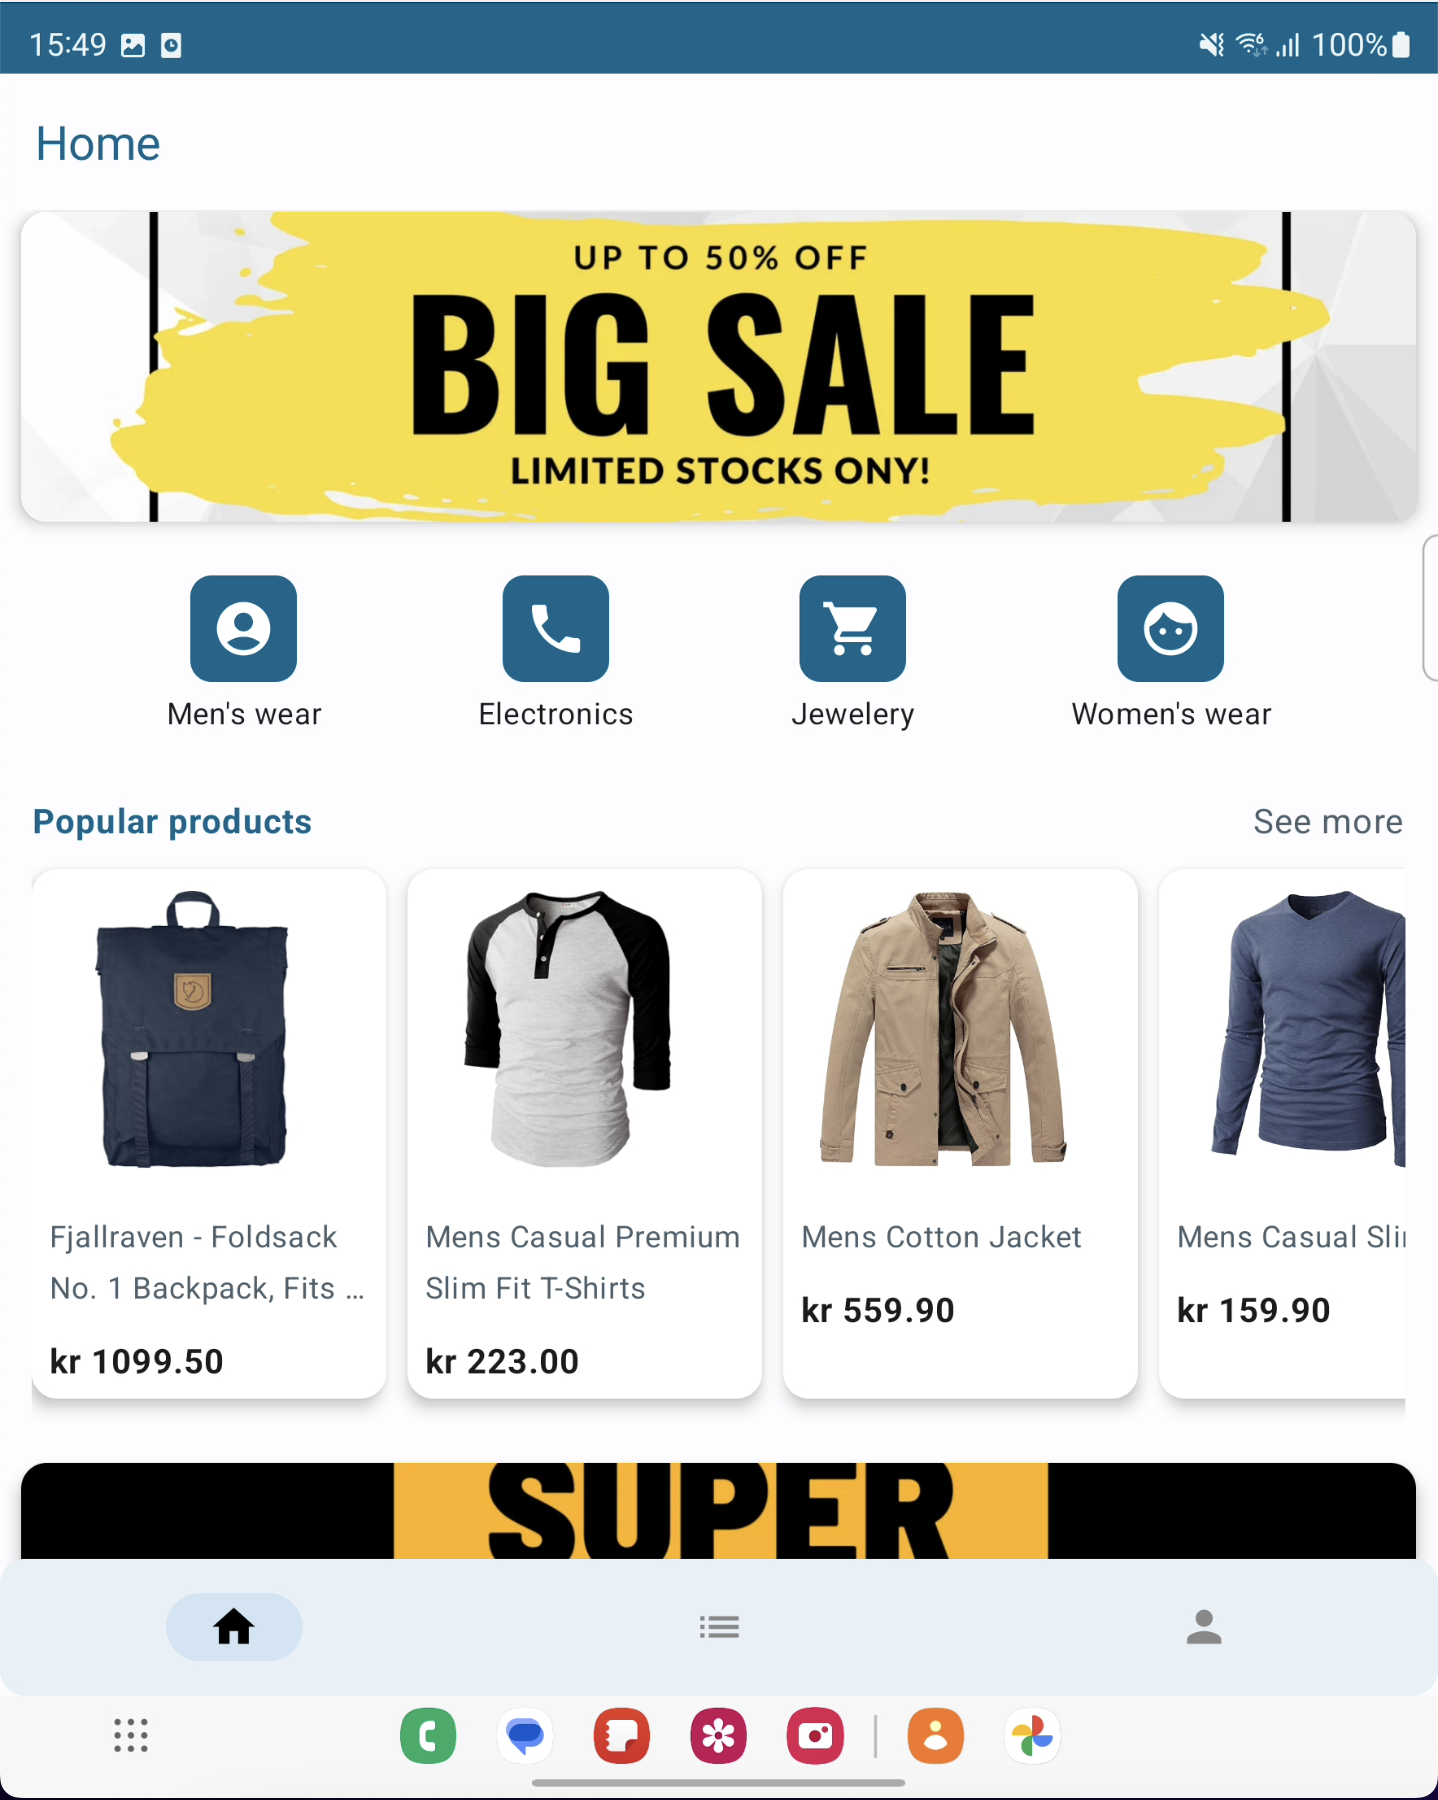 15:49
100%
Home
UP TO 50% OFF
BIG SALE
LIMITED STOCKS ONY!
Men's wear
Electronics
Jewelery
Women's wear
Popular products
See more
Fjallraven - Foldsack
No. 1 Backpack, Fits ...
kr 1099.50
Mens Casual Premium
Slim Fit T-Shirts
kr 223.00
Mens Cotton Jacket
kr 559.90
Mens Casual Sli
kr 159.90
SUPER